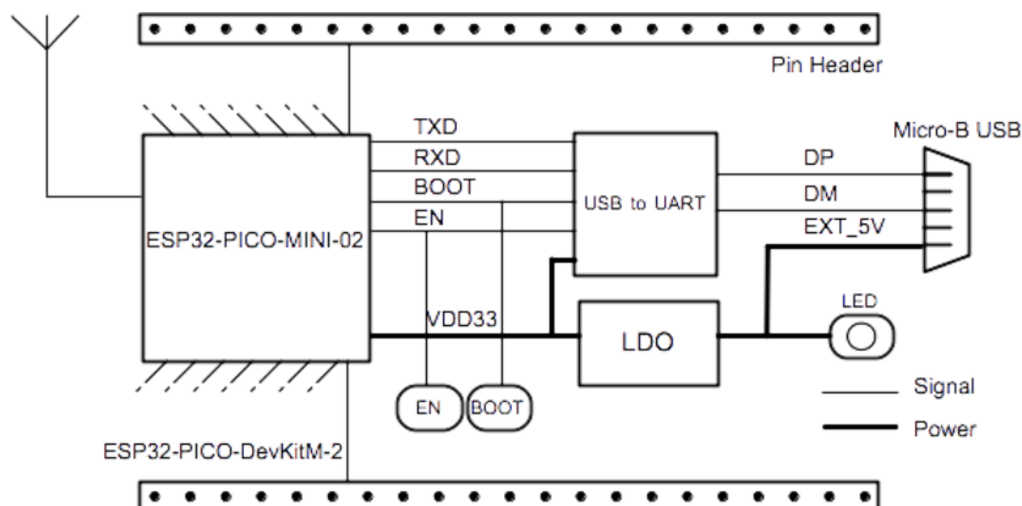 Pin Header
Micro-B USB
TXD
RXD
BOOT
EN
DP
DM
EXT_5V
USB to UART
ESP32-PICO-MINI-02
VDD33
LDO
LED
EN
BOOT
Signal
Power
ESP32-PICO-DevKitM-2